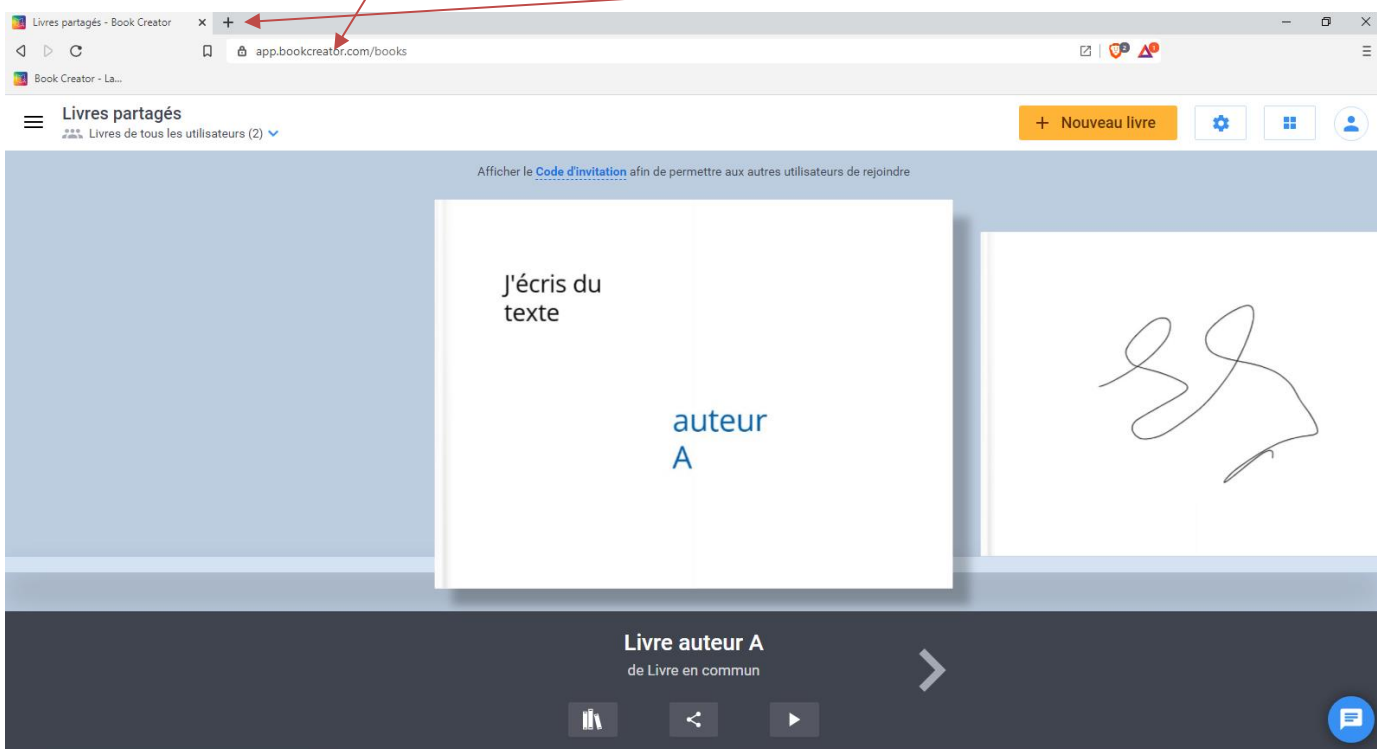 Livres partagés - Book Creator
app.bookcreator.com/books
2
1
Book Creator - La...
Livres partagés
Livres de tous les utilisateurs (2)
+ Nouveau livre
Afficher le Code d'invitation afin de permettre aux autres utilisateurs de rejoindre
J'écris du
texte
auteur
A
Livre auteur A
de Livre en commun